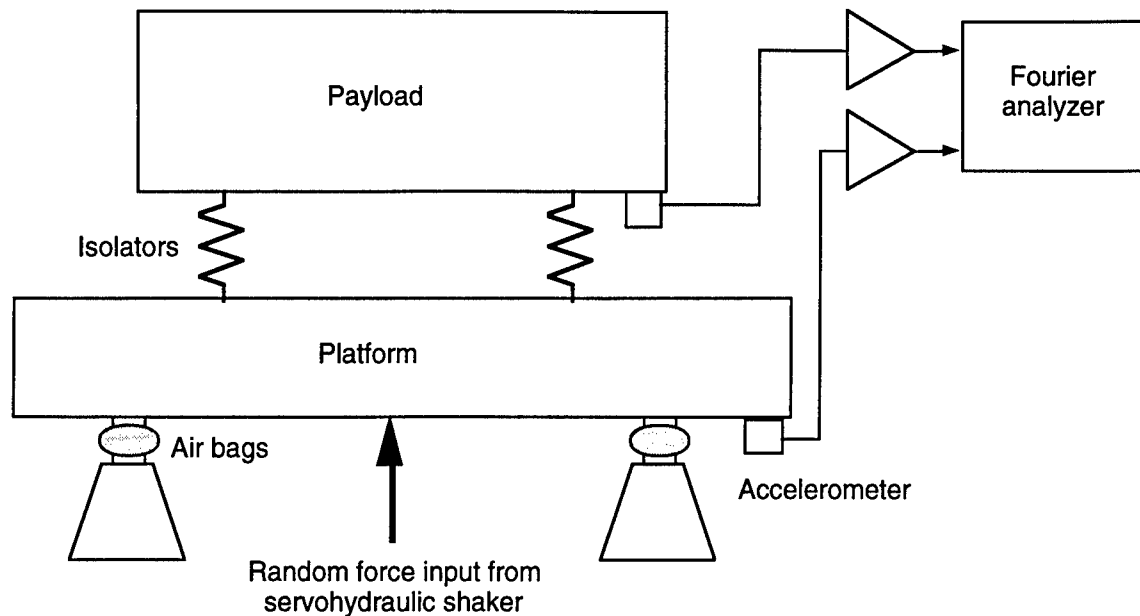 Payload
Fourier
analyzer
Isolators
Platform
Air bags
Accelerometer
Random force input from
servohydraulic shaker